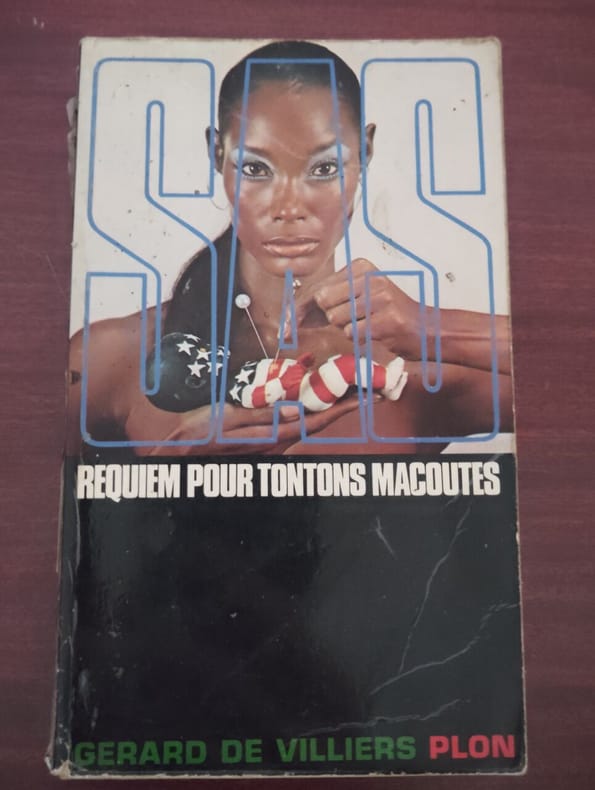 SAS
REQUIEM POUR TONTONS MACOUTES
GERARD DE VILLIERS PLON